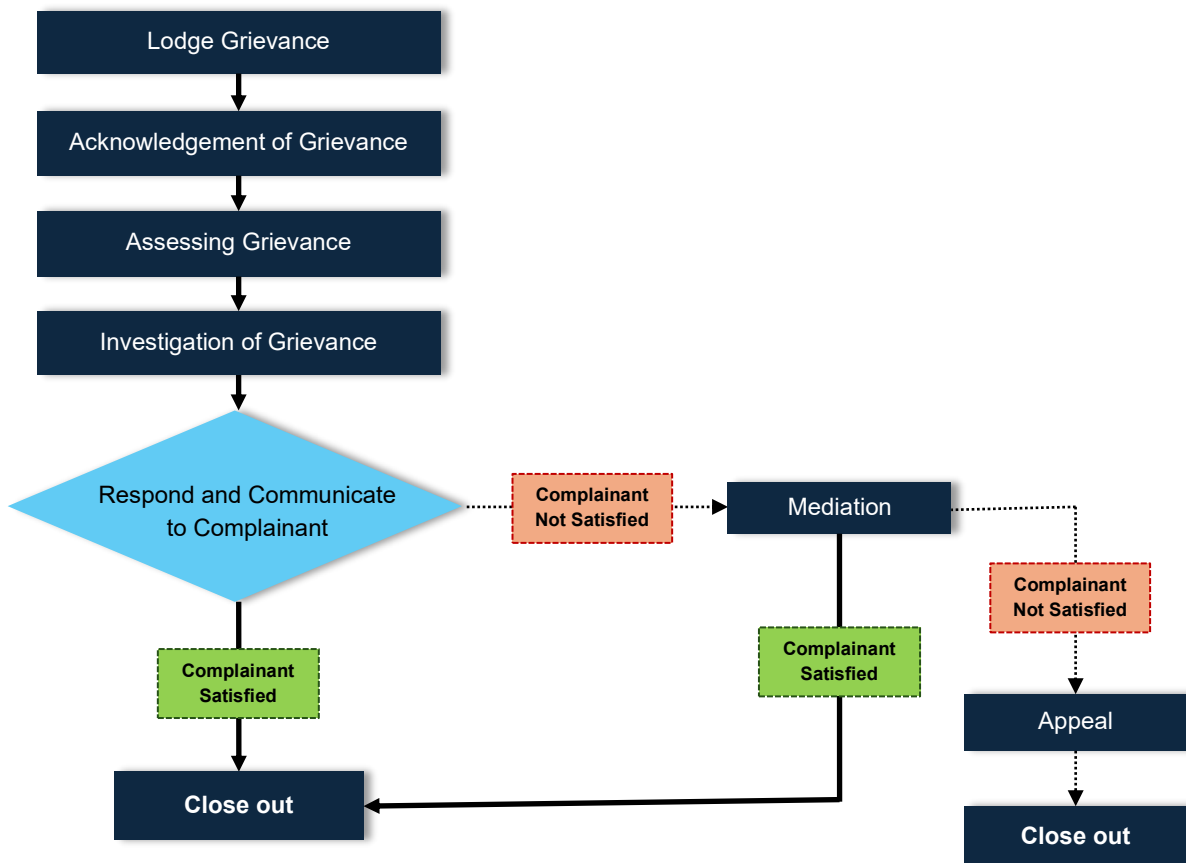 Lodge Grievance
Acknowledgement of Grievance
Assessing Grievance
Investigation of Grievance
Respond and Communicate
to Complainant
Complainant
Not Satisfied
Mediation
Complainant
Not Satisfied
Complainant
Satisfied
Complainant
Satisfied
Appeal
Close out
Close out